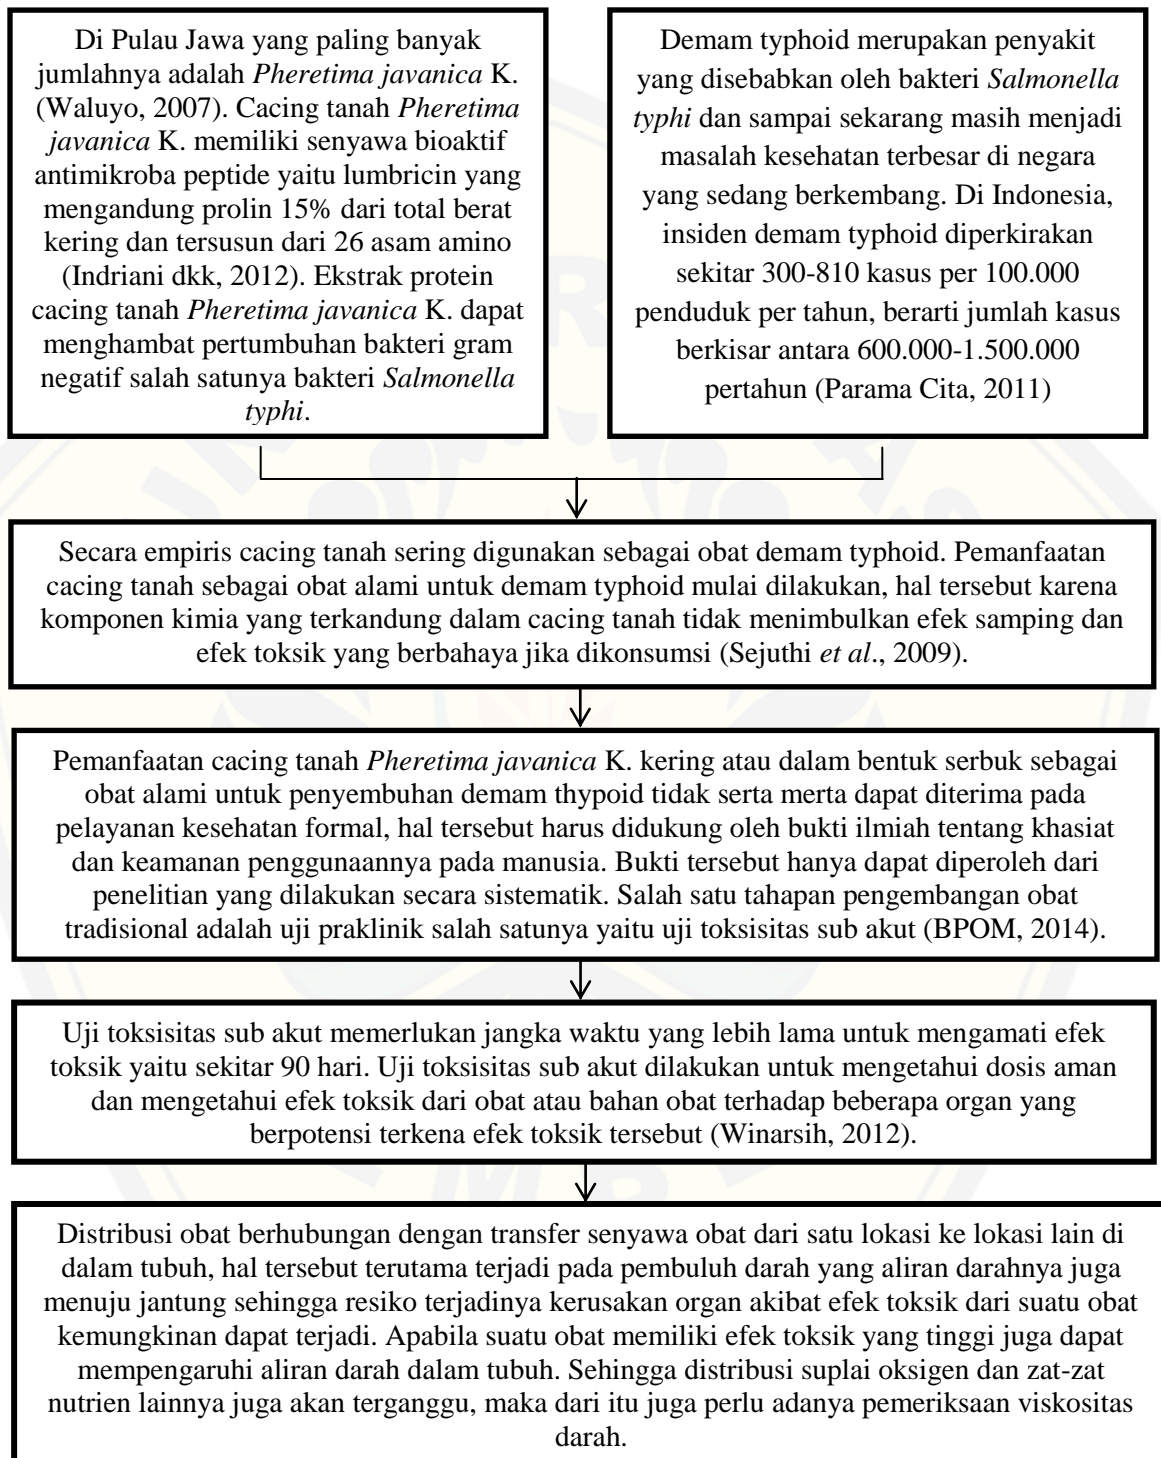 Di Pulau Jawa yang paling banyak
jumlahnya adalah Pheretima javanica K.
(Waluyo, 2007). Cacing tanah Pheretima
javanica K. memiliki senyawa bioaktif
antimikroba peptide yaitu lumbricin yang
mengandung prolin 15% dari total berat
kering dan tersusun dari 26 asam amino
(Indriani dkk, 2012). Ekstrak protein
cacing tanah Pheretima javanica K. dapat
menghambat pertumbuhan bakteri gram
negatif salah satunya bakteri Salmonella
typhi.
Demam typhoid merupakan penyakit
yang disebabkan oleh bakteri Salmonella
typhi dan sampai sekarang masih menjadi
masalah kesehatan terbesar di negara
yang sedang berkembang. Di Indonesia,
insiden demam typhoid diperkirakan
sekitar 300-810 kasus per 100.000
penduduk per tahun, berarti jumlah kasus
berkisar antara 600.000-1.500.000
pertahun (Parama Cita, 2011)
Secara empiris cacing tanah sering digunakan sebagai obat demam typhoid. Pemanfaatan
cacing tanah sebagai obat alami untuk demam typhoid mulai dilakukan, hal tersebut karena
komponen kimia yang terkandung dalam cacing tanah tidak menimbulkan efek samping dan
efek toksik yang berbahaya jika dikonsumsi (Sejuthi et al., 2009).
Pemanfaatan cacing tanah Pheretima javanica K. kering atau dalam bentuk serbuk sebagai
obat alami untuk penyembuhan demam thypoid tidak serta merta dapat diterima pada
pelayanan kesehatan formal, hal tersebut harus didukung oleh bukti ilmiah tentang khasiat
dan keamanan penggunaannya pada manusia. Bukti tersebut hanya dapat diperoleh dari
penelitian yang dilakukan secara sistematik. Salah satu tahapan pengembangan obat
tradisional adalah uji praklinik salah satunya yaitu uji toksisitas sub akut (BPOM, 2014).
Uji toksisitas sub akut memerlukan jangka waktu yang lebih lama untuk mengamati efek
toksik yaitu sekitar 90 hari. Uji toksisitas sub akut dilakukan untuk mengetahui dosis aman
dan mengetahui efek toksik dari obat atau bahan obat terhadap beberapa organ yang
berpotensi terkena efek toksik tersebut (Winarsih, 2012).
Distribusi obat berhubungan dengan transfer senyawa obat dari satu lokasi ke lokasi lain di
dalam tubuh, hal tersebut terutama terjadi pada pembuluh darah yang aliran darahnya juga
menuju jantung sehingga resiko terjadinya kerusakan organ akibat efek toksik dari suatu obat
kemungkinan dapat terjadi. Apabila suatu obat memiliki efek toksik yang tinggi juga dapat
mempengaruhi aliran darah dalam tubuh. Sehingga distribusi suplai oksigen dan zat-zat
nutrien lainnya juga akan terganggu, maka dari itu juga perlu adanya pemeriksaan viskositas
darah.